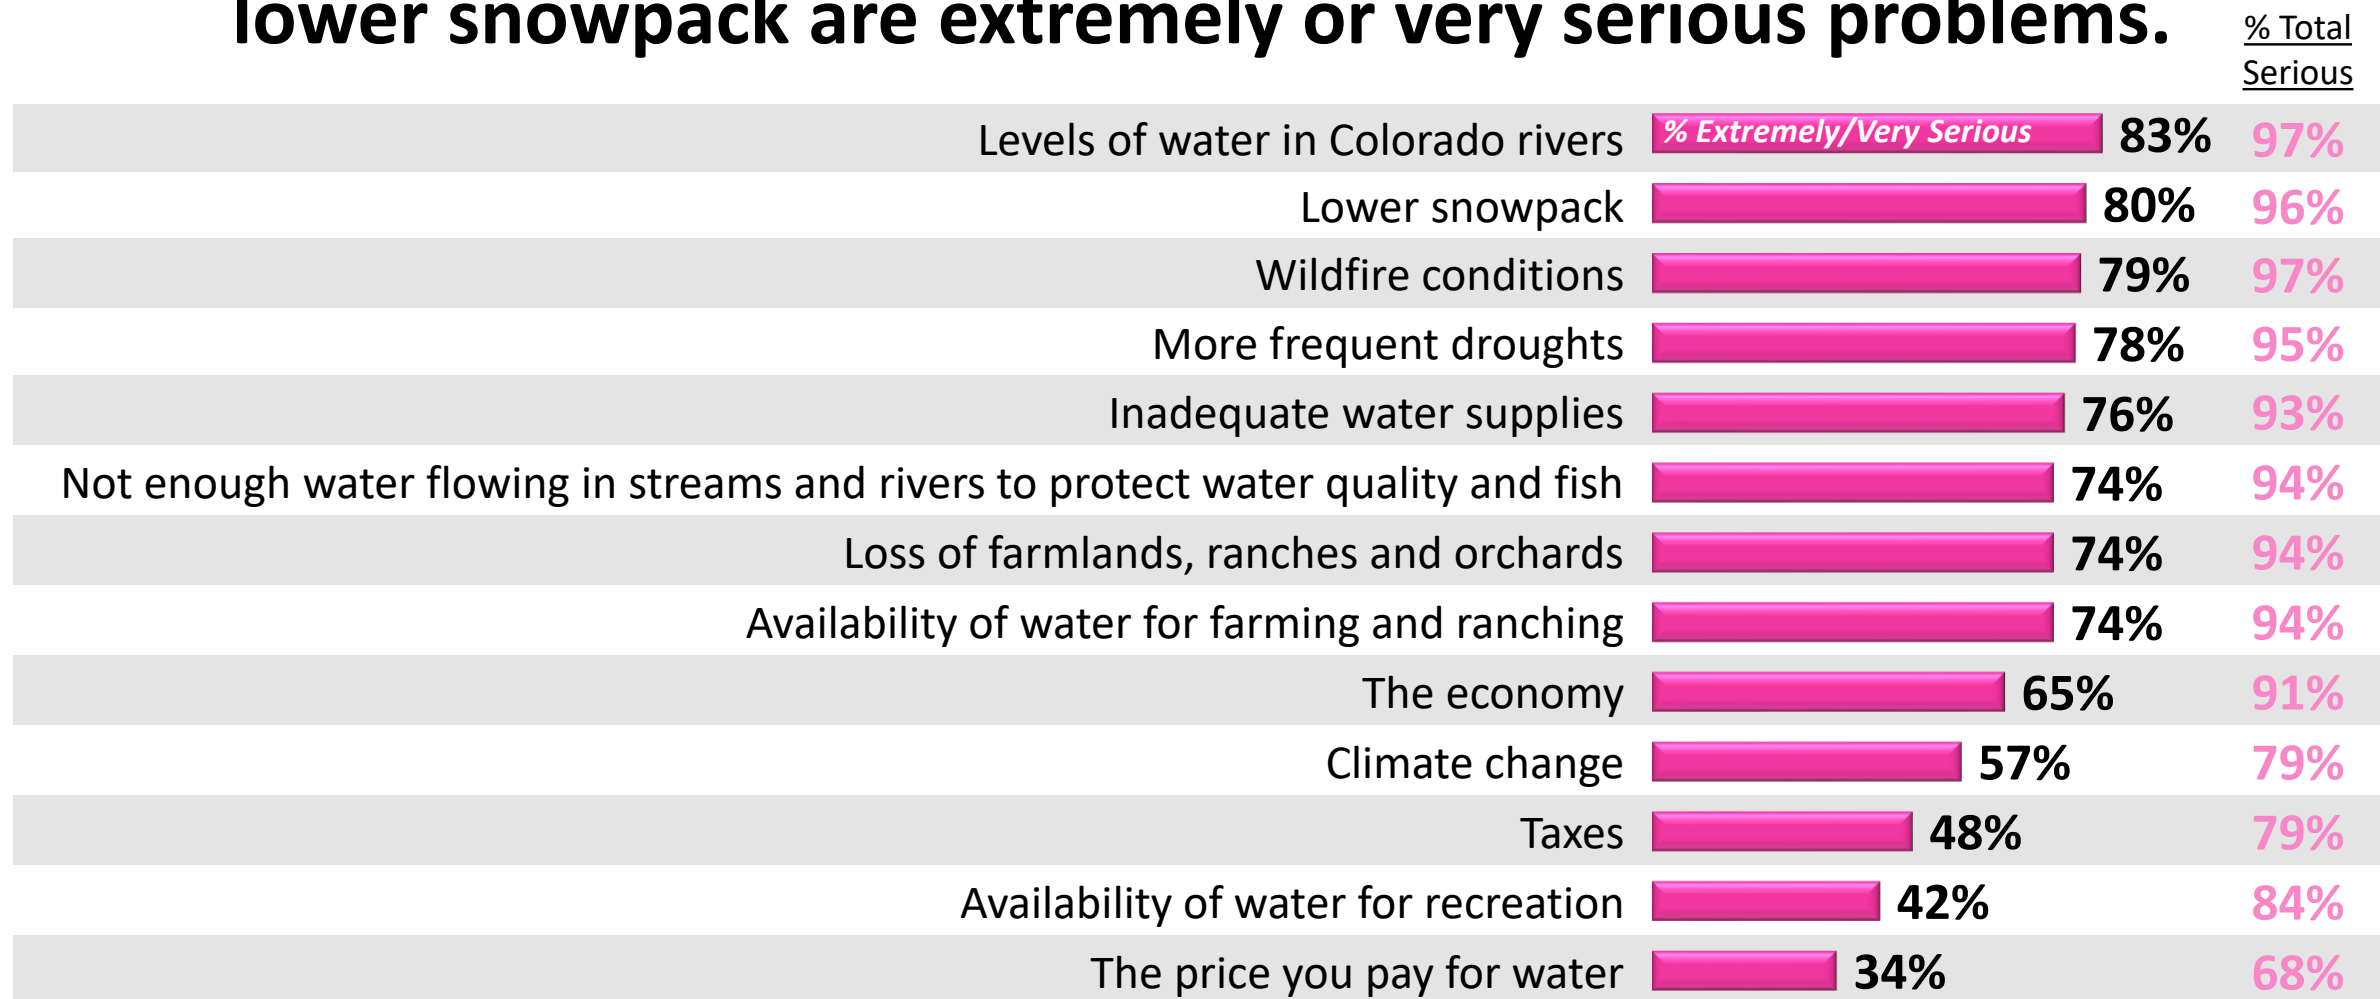 lower snowpack are extremely or very serious problems.
% Total
Serious
Levels of water in Colorado rivers % Extremely/Very Serious 83% 97%
Lower snowpack 80% 96%
Wildfire conditions 79% 97%
More frequent droughts 78% 95%
Inadequate water supplies 76% 93%
Not enough water flowing in streams and rivers to protect water quality and fish 74% 94%
Loss of farmlands, ranches and orchards 74% 94%
Availability of water for farming and ranching 74% 94%
The economy 65% 91%
Climate change 57% 79%
Taxes 48% 79%
Availability of water for recreation 42% 84%
The price you pay for water 34% 68%